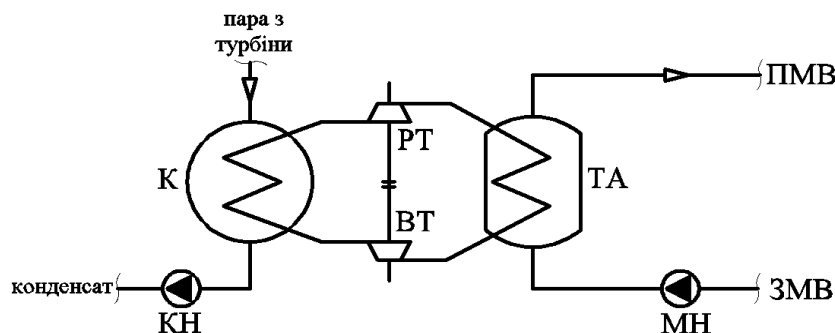 пара з
турбіни
ПМВ
РТ
К
ТА
ВТ
конденсат
КН
МН
ЗМВ